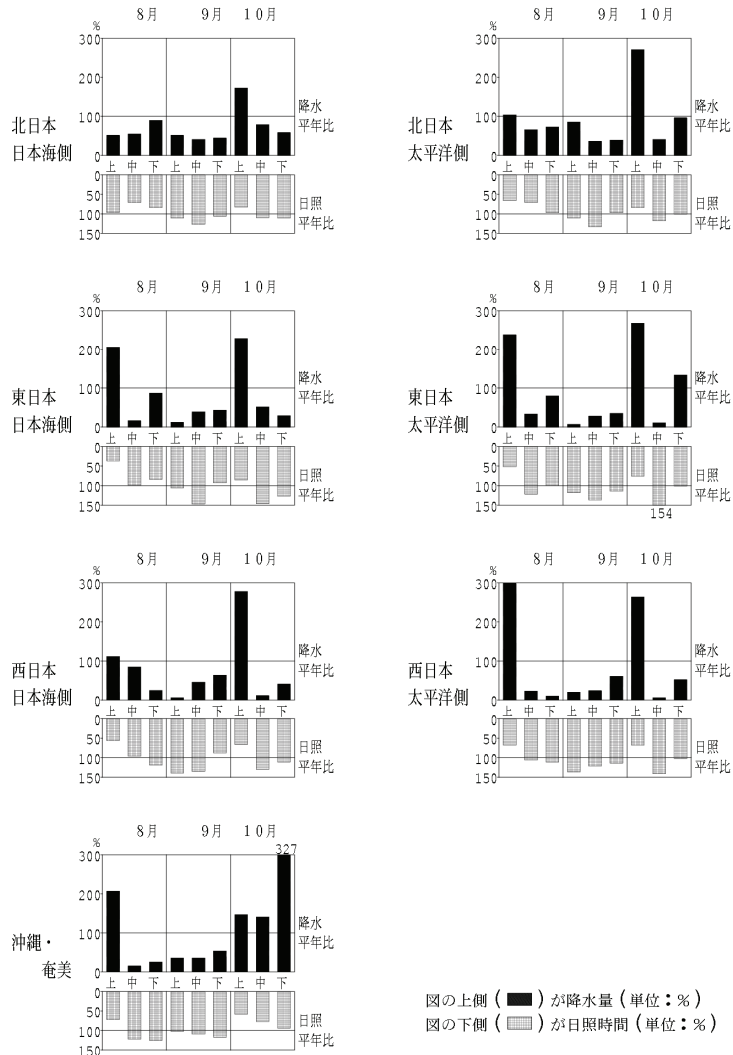 8月 9月 10月
%
300
200
100
0
北日本
日本海側
降水
平年比
上 中 下 上 中 下 上 中 下
0
50
100
150
日照
平年比
8月 9月 10月
%
300
200
100
0
北日本
太平洋側
降水
平年比
上 中 下 上 中 下 上 中 下
0
50
100
150
日照
平年比
8月 9月 10月
%
300
200
100
0
東日本
日本海側
降水
平年比
上 中 下 上 中 下 上 中 下
0
50
100
150
日照
平年比
8月 9月 10月
%
300
200
100
0
東日本
太平洋側
降水
平年比
上 中 下 上 中 下 上 中 下
0
50
100
150
日照
平年比
154
8月 9月 10月
%
300
200
100
0
西日本
日本海側
降水
平年比
上 中 下 上 中 下 上 中 下
0
50
100
150
日照
平年比
8月 9月 10月
%
300
200
100
0
西日本
太平洋側
降水
平年比
上 中 下 上 中 下 上 中 下
0
50
100
150
日照
平年比
8月 9月 10月
%
327
300
200
100
0
沖縄・
奄美
降水
平年比
上 中 下 上 中 下 上 中 下
0
50
100
150
日照
平年比
図の上側(  )が降水量(単位:%)
図の下側(  )が日照時間(単位:%)